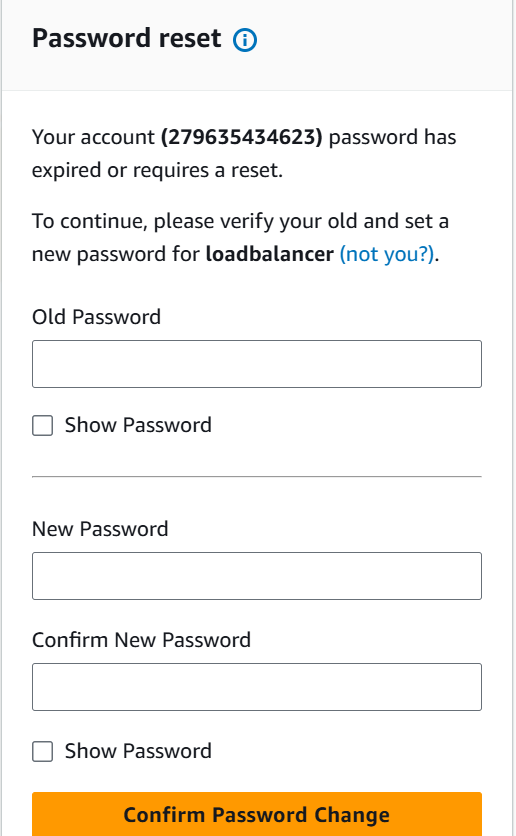 Password reset
Your account (279635434623) password has
expired or requires a reset.
To continue, please verify your old and set a
new password for loadbalancer (not you?).
Old Password
Show Password
New Password
Confirm New Password
Show Password
Confirm Password Change